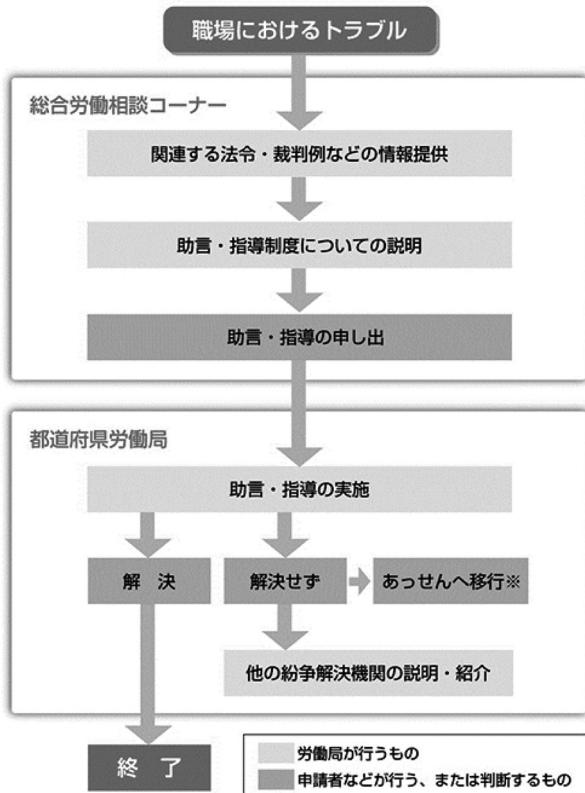 職場におけるトラブル
総合労働相談コーナー
関連する法令・裁判例などの情報提供
助言・指導制度についての説明
助言・指導の申し出
都道府県労働局
助言・指導の実施
解 決
解決せず
あっせんへ移行※
他の紛争解決機関の説明・紹介
終 了
労働局が行うもの
申請者などが行う、または判断するもの